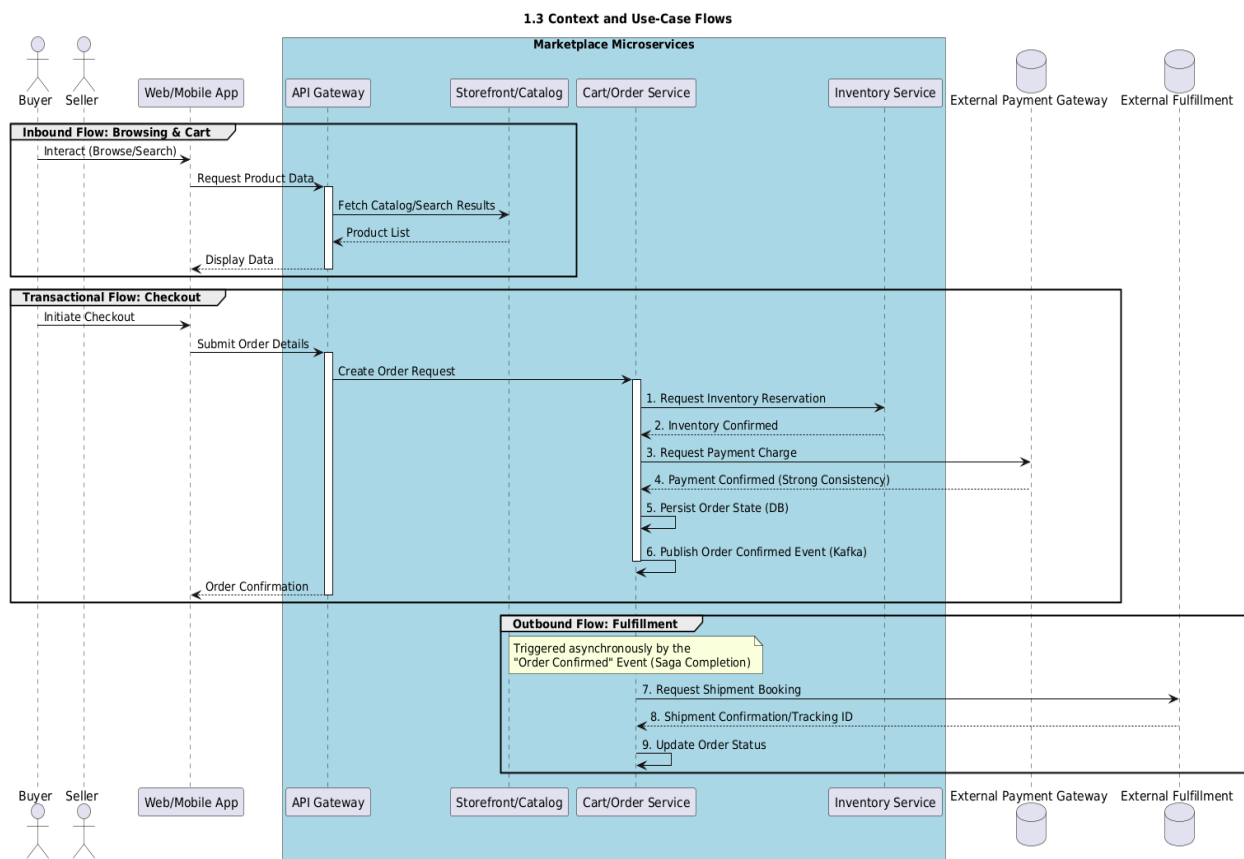 1.3 Context and Use-Case Flows
Marketplace Microservices
Buyer
Seller
Web/Mobile App
API Gateway
Storefront/Catalog
Cart/Order Service
Inventory Service
External Payment Gateway
External Fulfillment
Inbound Flow: Browsing & Cart
Interact (Browse/Search)
Request Product Data
Fetch Catalog/Search Results
Product List
Display Data
Transactional Flow: Checkout
Initiate Checkout
Submit Order Details
Create Order Request
1. Request Inventory Reservation
2. Inventory Confirmed
3. Request Payment Charge
4. Payment Confirmed (Strong Consistency)
5. Persist Order State (DB)
6. Publish Order Confirmed Event (Kafka)
Order Confirmation
Outbound Flow: Fulfillment
Triggered asynchronously by the
"Order Confirmed" Event (Saga Completion)
7. Request Shipment Booking
8. Shipment Confirmation/Tracking ID
9. Update Order Status
Buyer
Seller
Web/Mobile App
API Gateway
Storefront/Catalog
Cart/Order Service
Inventory Service
External Payment Gateway
External Fulfillment